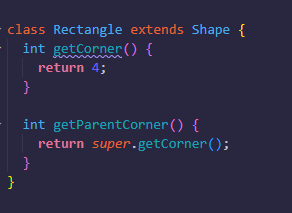 class Rectangle extends Shape {
  int getCorner() {
    return 4;
  }

  int getParentCorner() {
    return super.getCorner();
  }
}